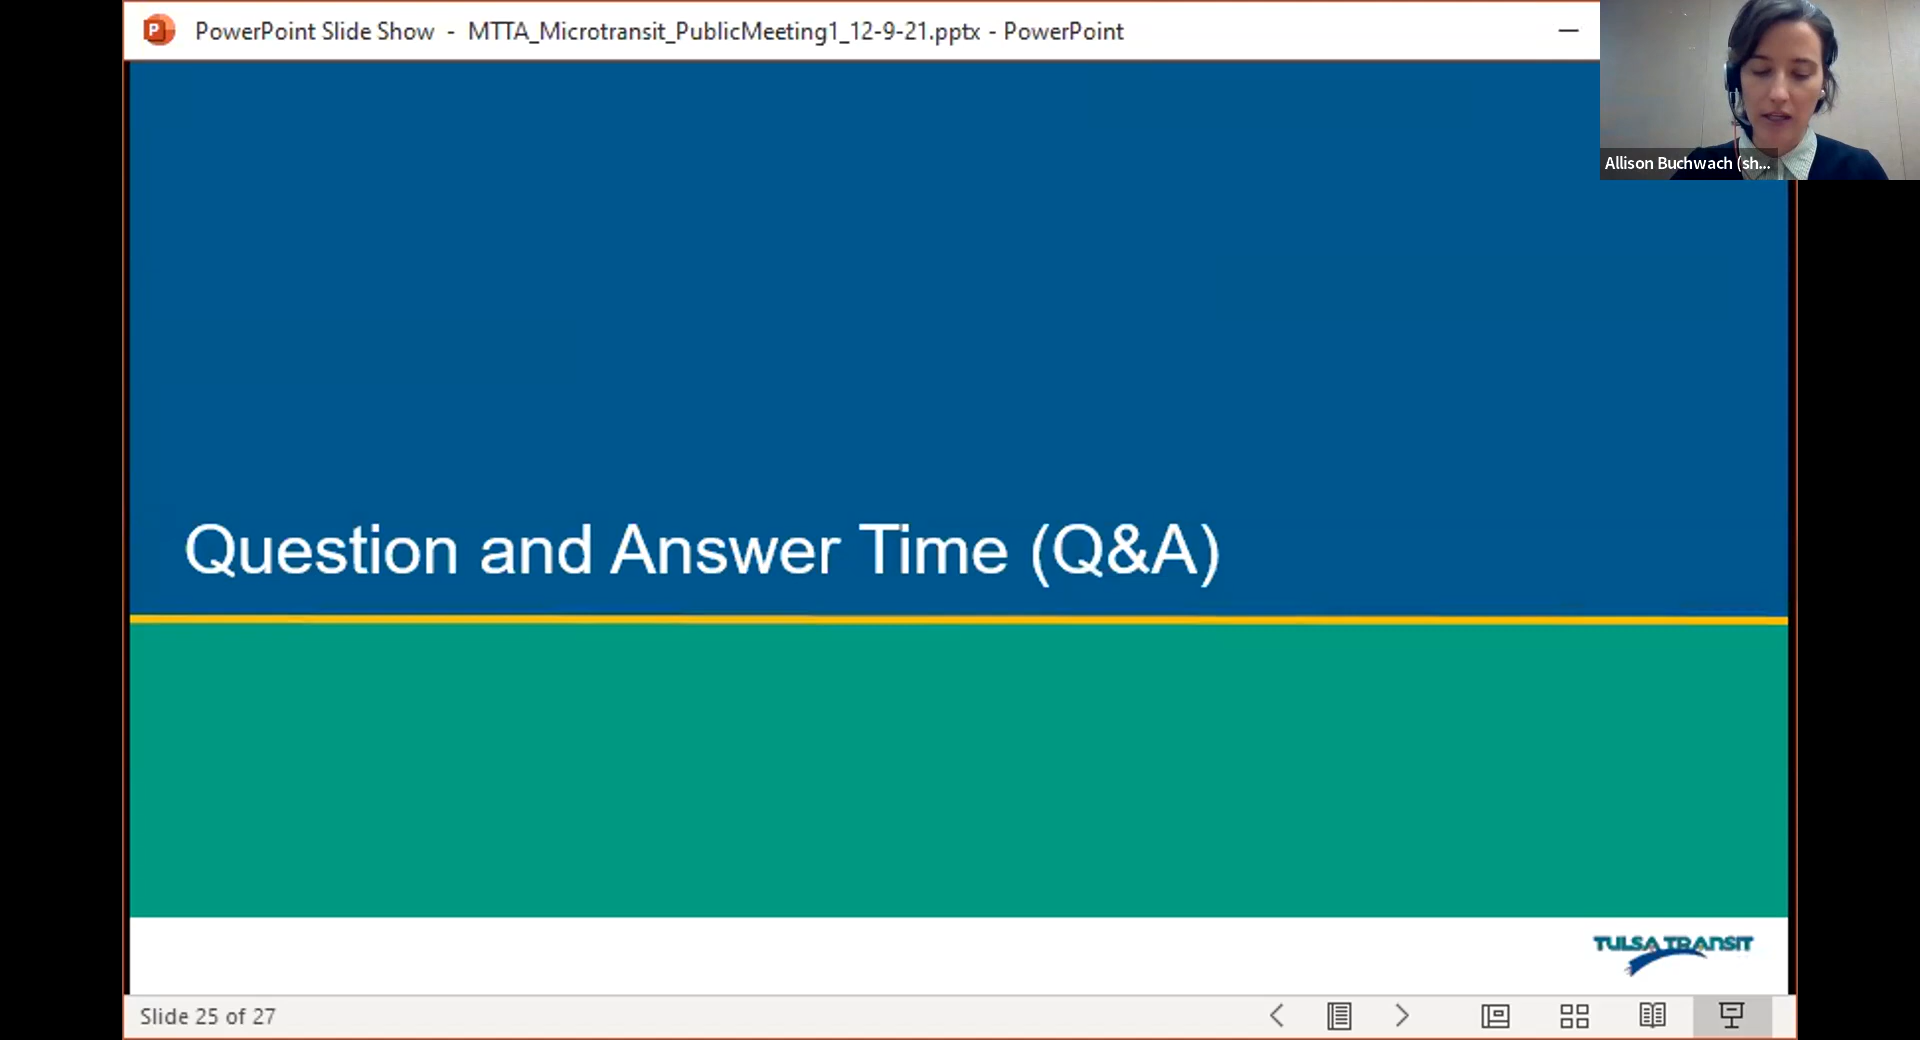 PowerPoint Slide Show - MTTA_Microtransit_PublicMeeting1_12-9-21.pptx - PowerPoint
Allison Buchwach (sh...
Question and Answer Time (Q&A)
TULSA TRANSIT
Slide 25 of 27